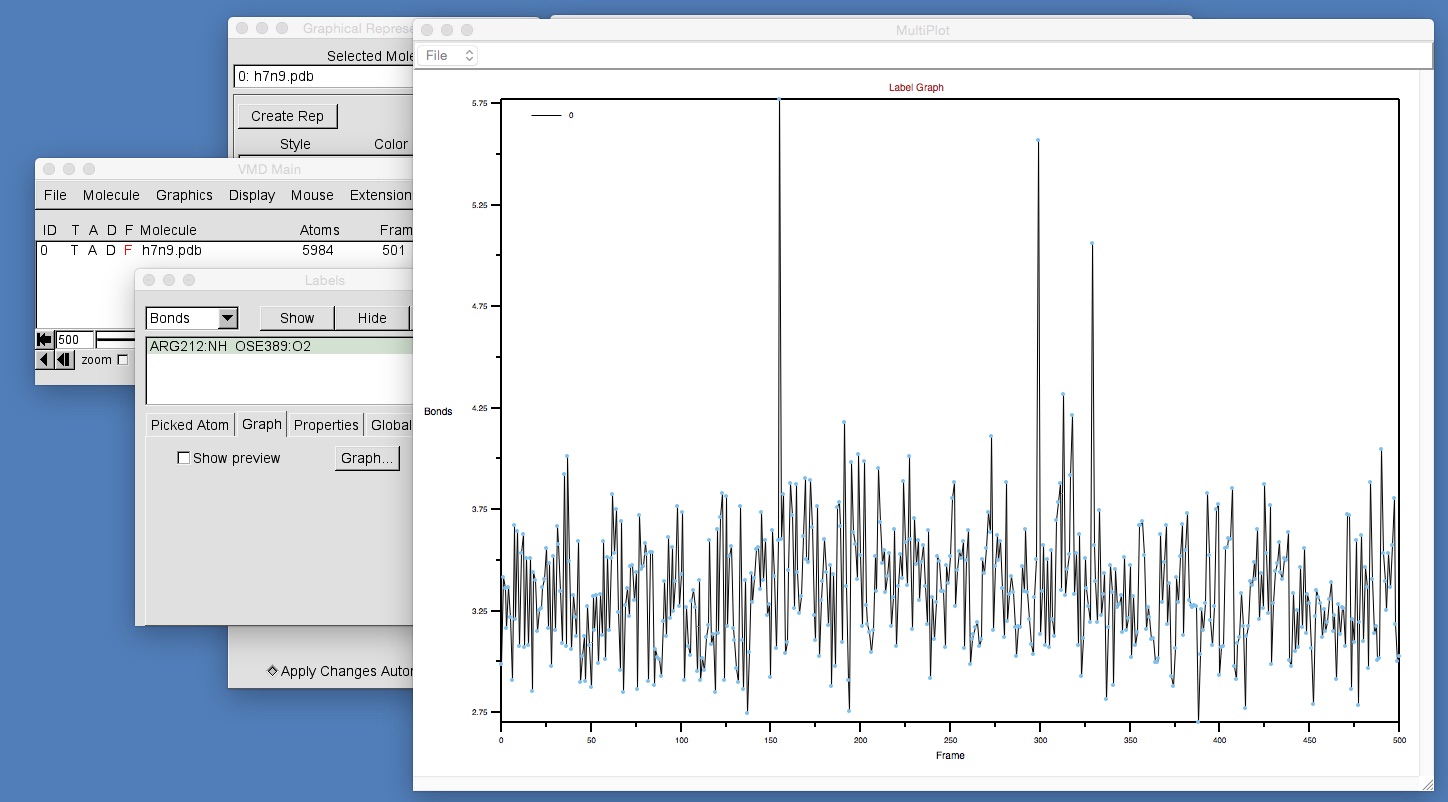 Graphical Represe
Selected Mole
0: h7n9.pdb
Create Rep
Style Color
VMD Main
File Molecule Graphics Display Mouse Extension
ID T A D F Molecule Atoms Fram
0 T A D F h7n9.pdb 5984 501
500
zoom
Labels
Bonds Show Hide
ARG212:NH OSE389:O2
Picked Atom Graph Properties Global
Show preview Graph...
Apply Changes Autor
MultiPlot
File
Label Graph
0
5.75
5.25
4.75
4.25
Bonds
3.75
3.25
2.75
0 50 100 150 200 250 300 350 400 450 500
Frame